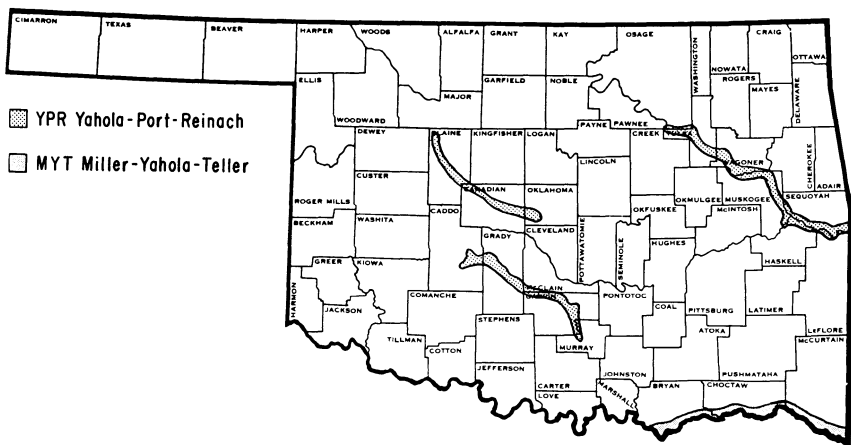 CIMARRON
TEXAS
BEAVER
HARPER
WOODS
ALFALFA
GRANT
KAY
OSAGE
WASHINGTON
NOWATA
CRAIG
OTTAWA
ROGERS
MAYES
DELAWARE
ELLIS
WOODWARD
MAJOR
GARFIELD
NOBLE
PAYNE
PAWNEE
CREEK
TULSA
WAGONER
CHEROKEE
ADAIR
YPR Yahola-Port-Reinach
MYT Miller-Yahola-Teller
DEWEY
BLAINE
KINGFISHER
LOGAN
LINCOLN
CUSTER
CANADIAN
OKLAHOMA
OKMULGEE
MUSKOGEE
SEQUOYAH
ROGER MILLS
BECKHAM
WASHITA
CADDO
GRADY
CLEVELAND
POTTAWATOMIE
SEMINOLE
OKFUSKEE
McINTOSH
HUGHES
HASKELL
GREER
KIOWA
HARMON
JACKSON
COMANCHE
McCLAIN
GARVIN
PONTOTOC
COAL
PITTSBURG
LATIMER
LeFLORE
TILLMAN
COTTON
STEPHENS
MURRAY
ATOKA
McCURTAIN
JEFFERSON
CARTER
LOVE
JOHNSTON
MARSHALL
BRYAN
CHOCTAW
PUSHMATAHA